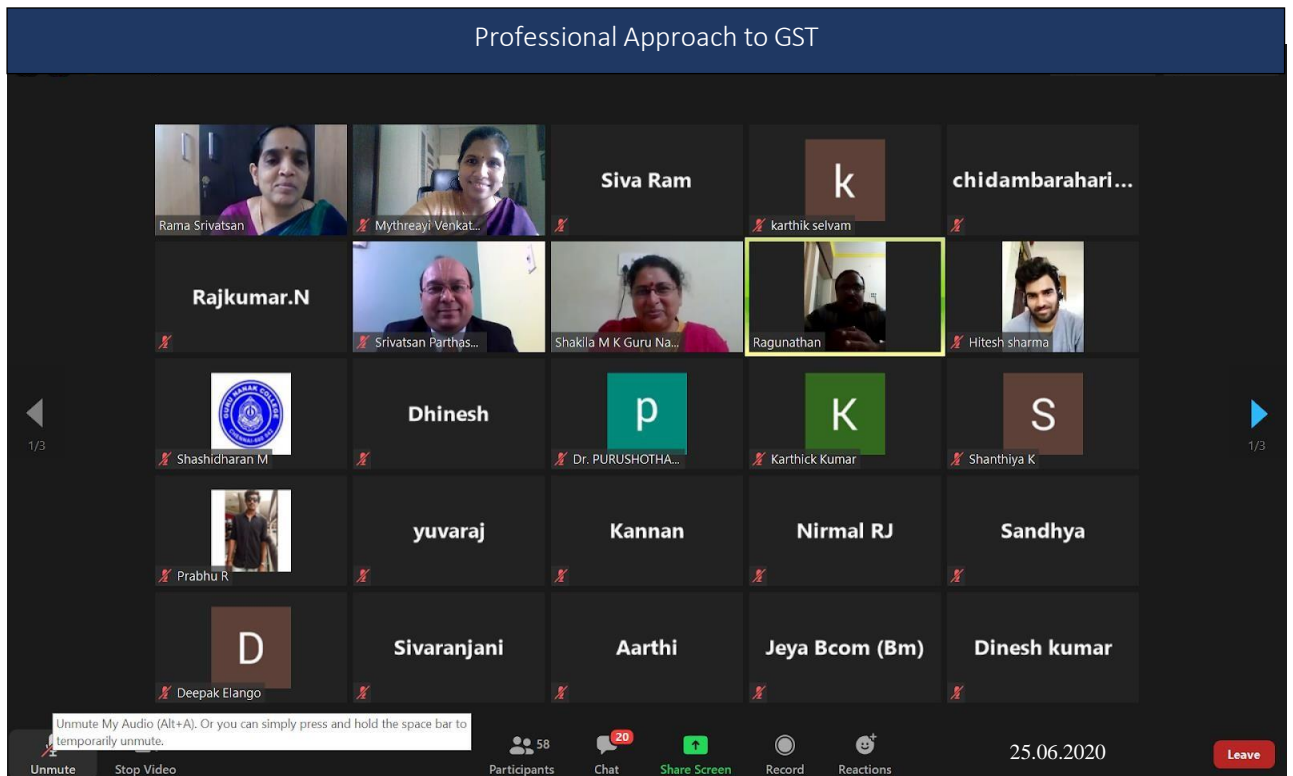 Professional Approach to GST
Rama Srivatsan
Mythreayi Venkat...
Siva Ram
k
karthik selvam
chidambarahari...
Rajkumar.N
Srivatsan Parthas...
Shakila M K Guru Na...
Ragunathan
Hitesh sharma
GURU NANAK COLLEGE
Shashidharan M
Dhinesh
p
Dr. PURUSHOTHA...
K
Karthick Kumar
S
Shanthiya K
1/3
1/3
Prabhu R
yuvaraj
Kannan
Nirmal RJ
Sandhya
D
Deepak Elango
Sivaranjani
Aarthi
Jeya Bcom (Bm)
Dinesh kumar
Unmute My Audio (Alt+A). Or you can simply press and hold the space bar to
temporarily unmute.
Unmute
Stop Video
58
Participants
20
Chat
Share Screen
Record
Reactions
25.06.2020
Leave